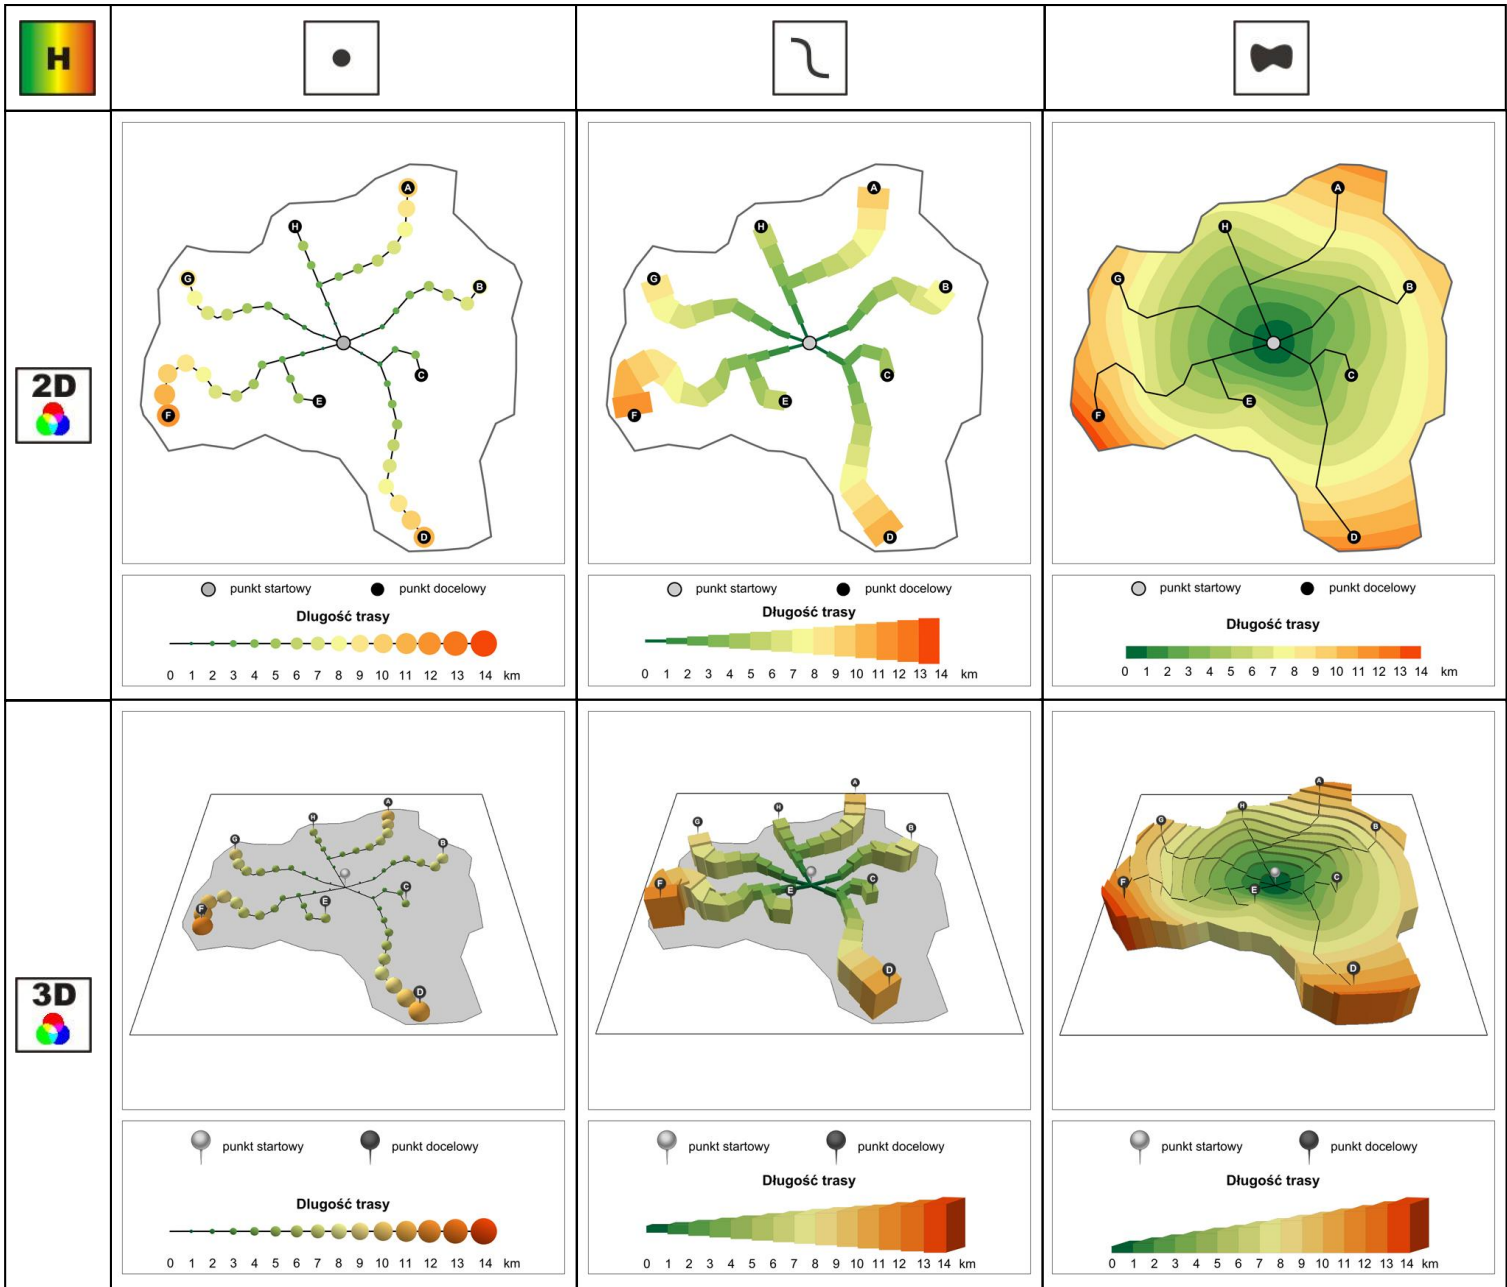 H
2D
A
H
B
G
C
E
F
D
punkt startowy punkt docelowy
Dlugość trasy
0 1 2 3 4 5 6 7 8 9 10 11 12 13 14 km
A
H
B
G
C
E
F
D
punkt startowy punkt docelowy
Długość trasy
0 1 2 3 4 5 6 7 8 9 10 11 12 13 14 km
A
H
G
B
C
E
F
D
punkt startowy punkt docelowy
Długość trasy
0 1 2 3 4 5 6 7 8 9 10 11 12 13 14 km
3D
A
H
G
B
C
E
F
D
punkt startowy punkt docelowy
Dlugość trasy
0 1 2 3 4 5 6 7 8 9 10 11 12 13 14 km
A
H
G
B
C
F
E
D
punkt startowy punkt docelowy
Długość trasy
0 1 2 3 4 5 6 7 8 9 10 11 12 13 14 km
A
H
G
B
C
F
E
D
punkt startowy punkt docelowy
Długość trasy
0 1 2 3 4 5 6 7 8 9 10 11 12 13 14 km